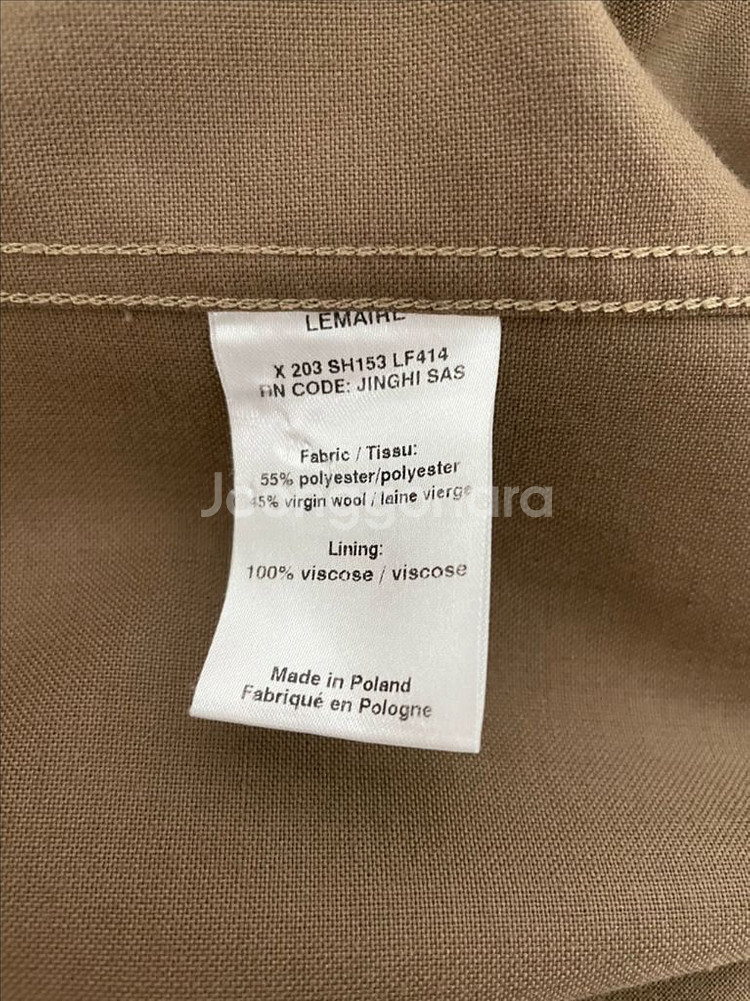 LEMAIRE
X 203 SH153 LF414
RN CODE: JINGHI SAS
Fabric / Tissu:
55% polyester/polyester
45% virgin wool / laine vierge
Joonggonara
Lining:
100% viscose / viscose
Made in Poland
Fabriqué en Pologne